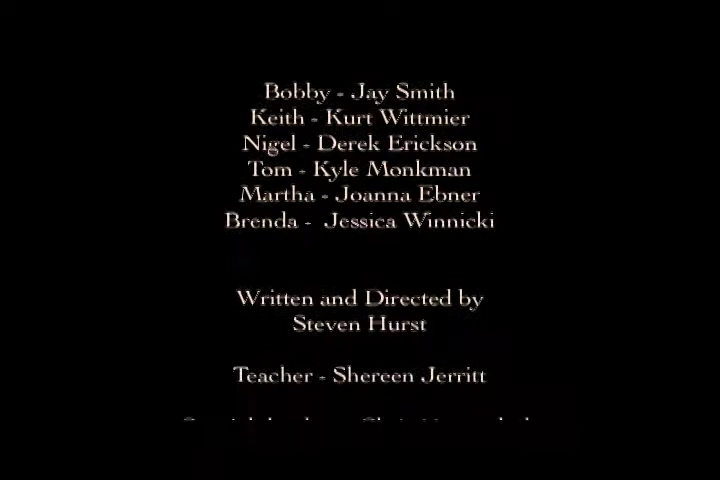 Bobby - Jay Smith
Keith - Kurt Wittmier
Nigel - Derek Erickson
Tom - Kyle Monkman
Martha - Joanna Ebner
Brenda - Jessica Winnicki
Written and Directed by
Steven Hurst
Teacher - Shereen Jerritt